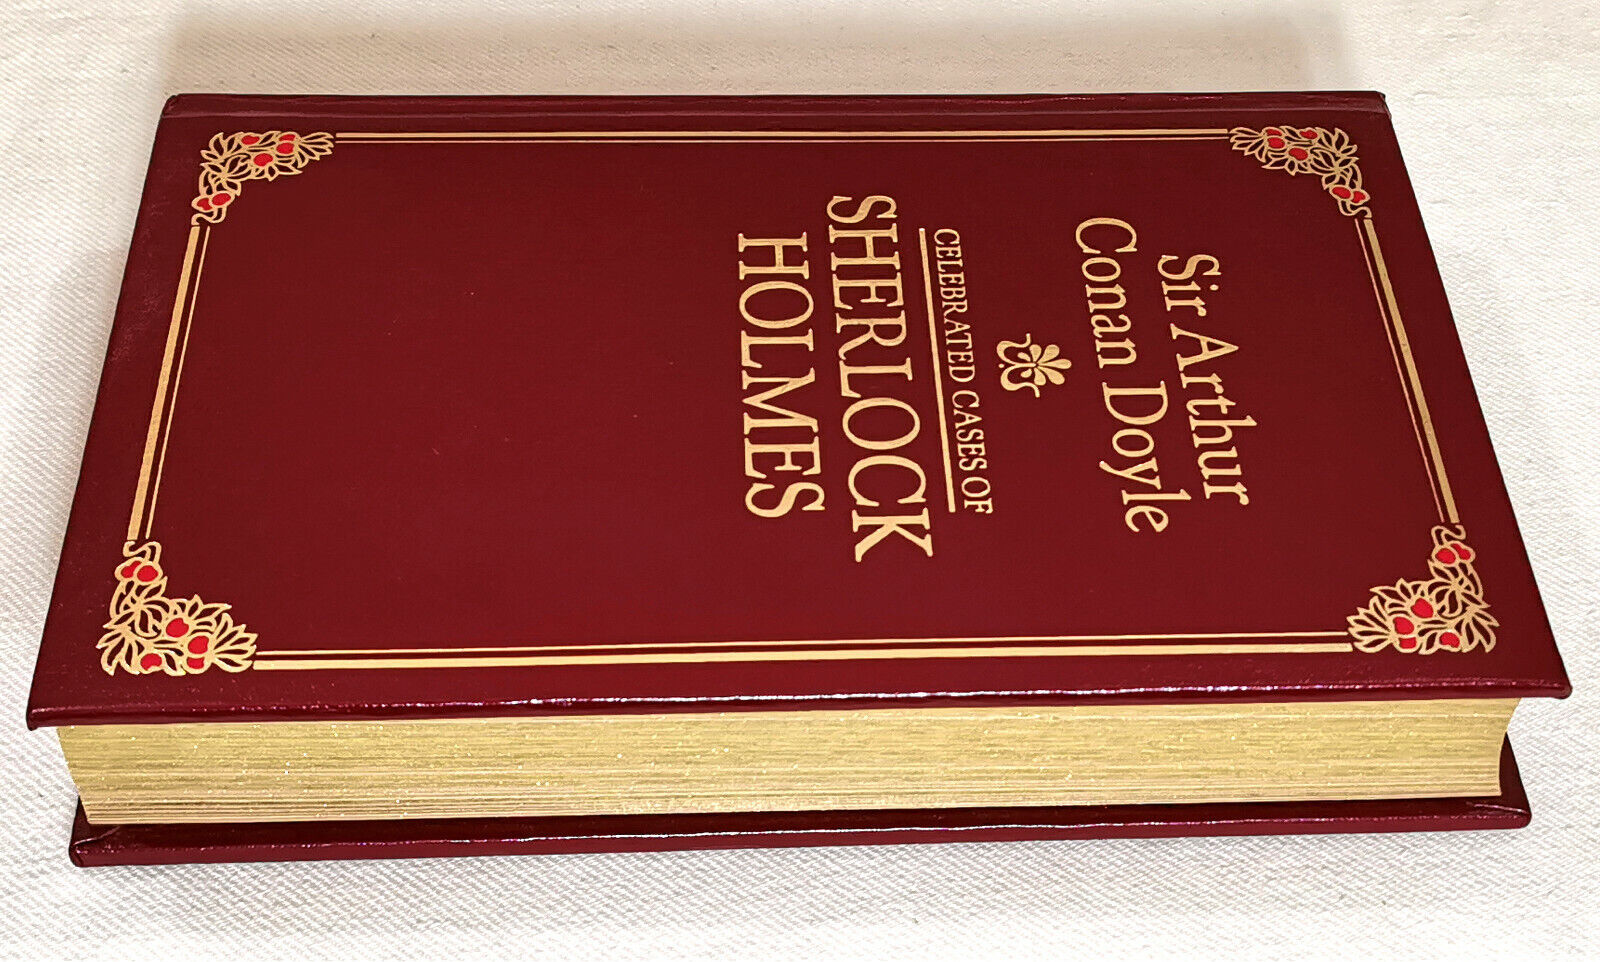 Sir Arthur
Conan Doyle
CELEBRATED CASES OF
SHERLOCK
HOLMES